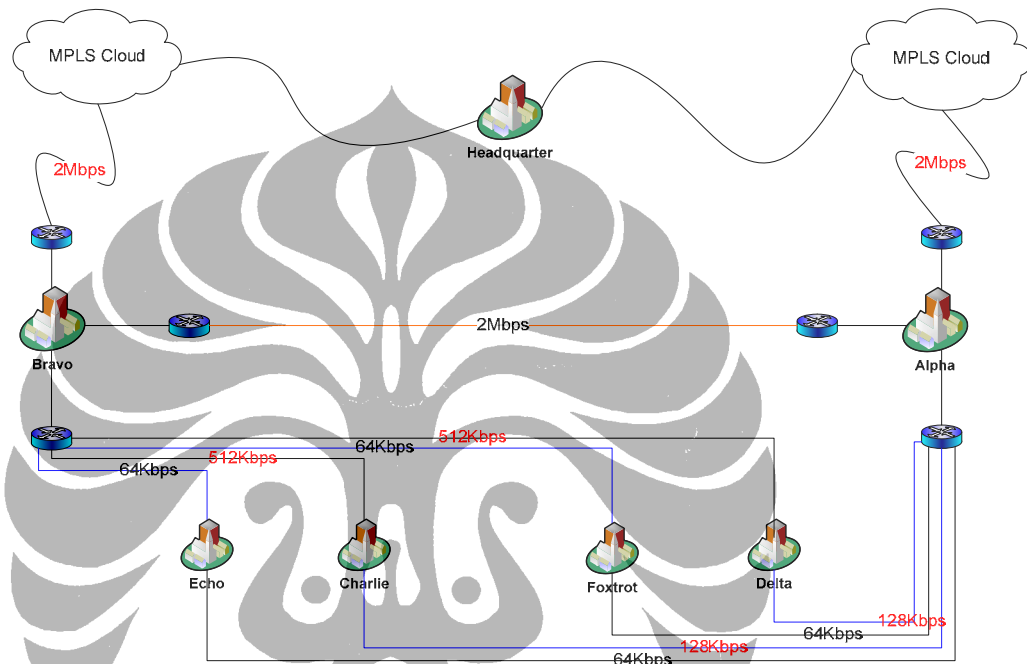 MPLS Cloud
MPLS Cloud
Headquarter
2Mbps
2Mbps
2Mbps
Bravo
Alpha
512Kbps
64Kbps
512Kbps
64Kbps
Echo
Charlie
Foxtrot
Delta
128Kbps
64Kbps
128Kbps
64Kbps